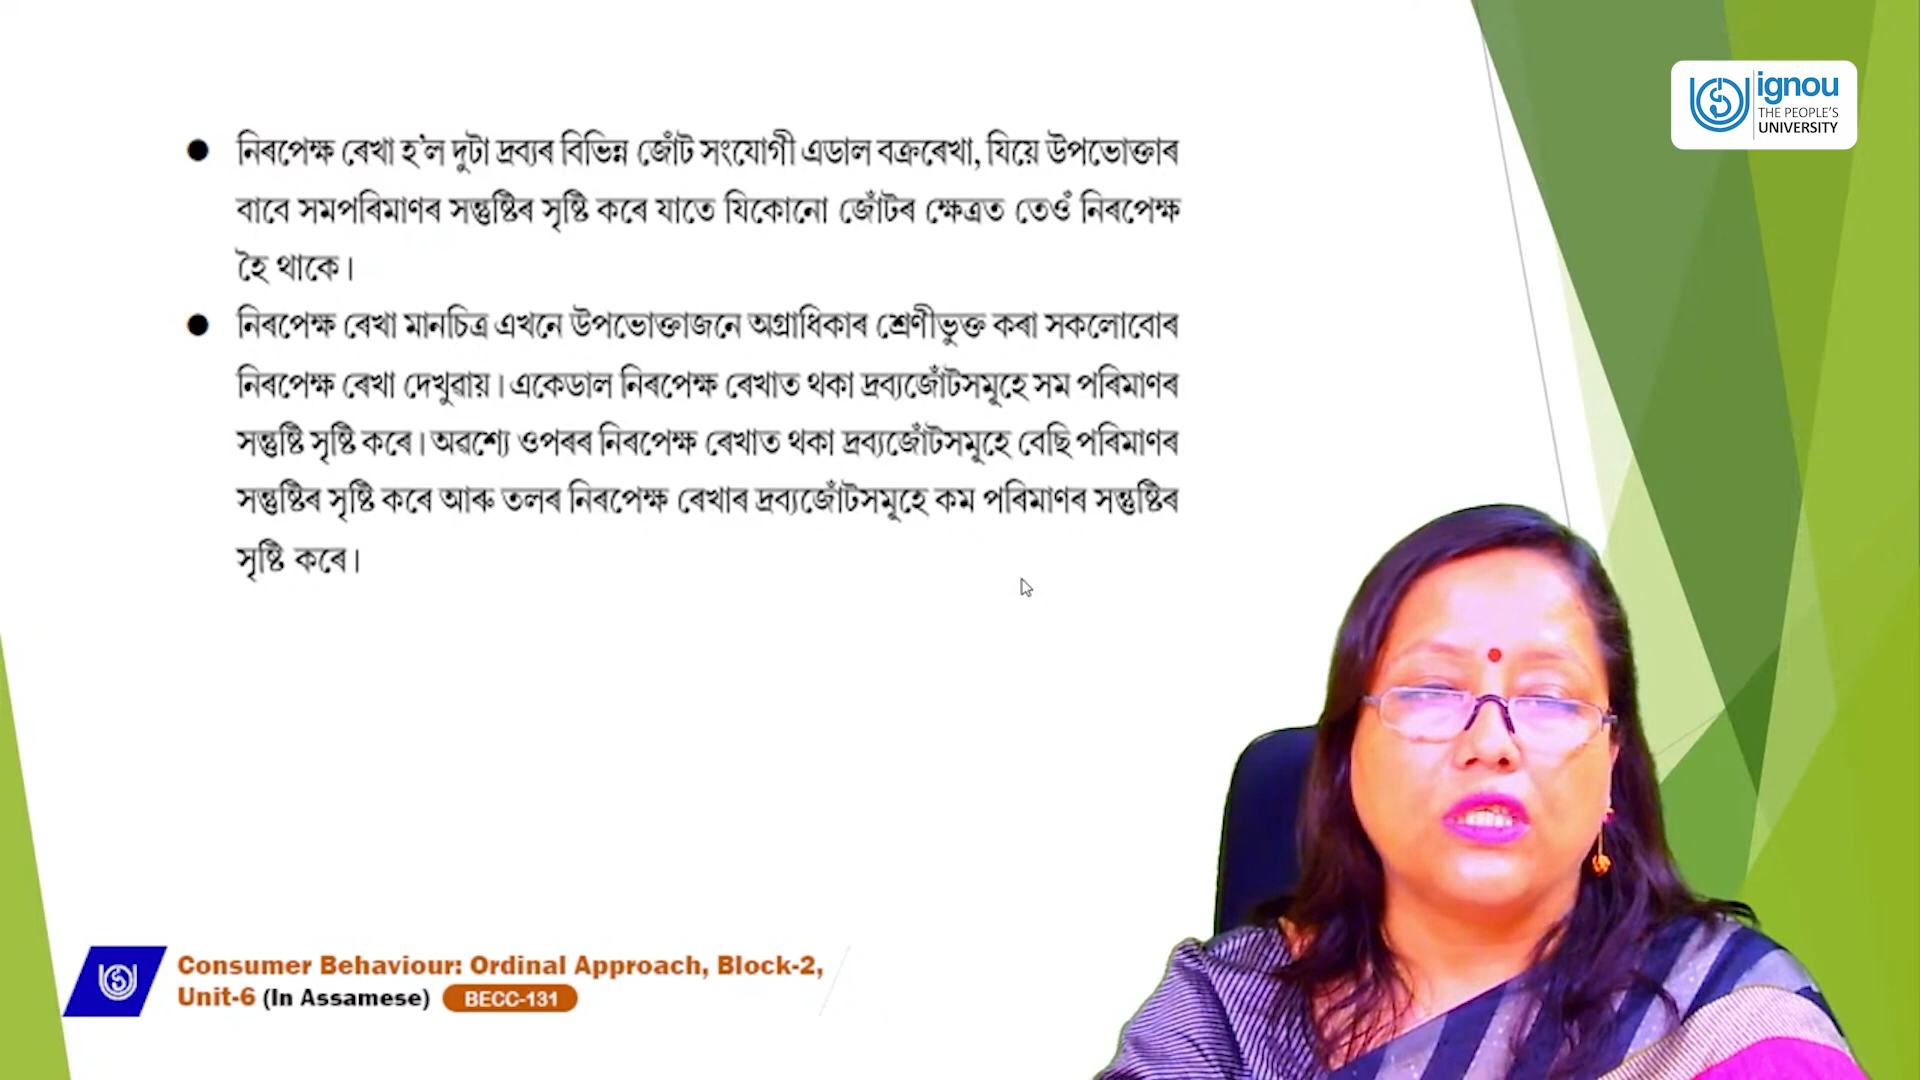 ignou
THE PEOPLE'S
UNIVERSITY
● নিৰপেক্ষ ৰেখা হ'ল দুটা দ্ৰব্যৰ বিভিন্ন জোঁট সংযোগী এডাল বক্ৰৰেখা, যিয়ে উপভোক্তাৰ
বাবে সমপৰিমাণৰ সন্তুষ্টিৰ সৃষ্টি কৰে যাতে যিকোনো জোঁটৰ ক্ষেত্ৰত তেওঁ নিৰপেক্ষ
হৈ থাকে।
● নিৰপেক্ষ ৰেখা মানচিত্ৰ এখনে উপভোক্তাজনে অগ্ৰাধিকাৰ শ্ৰেণীভুক্ত কৰা সকলোবোৰ
নিৰপেক্ষ ৰেখা দেখুৱায়। একেডাল নিৰপেক্ষ ৰেখাত থকা দ্ৰব্যজোঁটসমূহে সম পৰিমাণৰ
সন্তুষ্টি সৃষ্টি কৰে। অৱশ্যে ওপৰৰ নিৰপেক্ষ ৰেখাত থকা দ্ৰব্যজোঁটসমূহে বেছি পৰিমাণৰ
সন্তুষ্টিৰ সৃষ্টি কৰে আৰু তলৰ নিৰপেক্ষ ৰেখাৰ দ্ৰব্যজোঁটসমূহে কম পৰিমাণৰ সন্তুষ্টিৰ
সৃষ্টি কৰে।
Consumer Behaviour: Ordinal Approach, Block-2,
Unit-6 (In Assamese) BECC-131